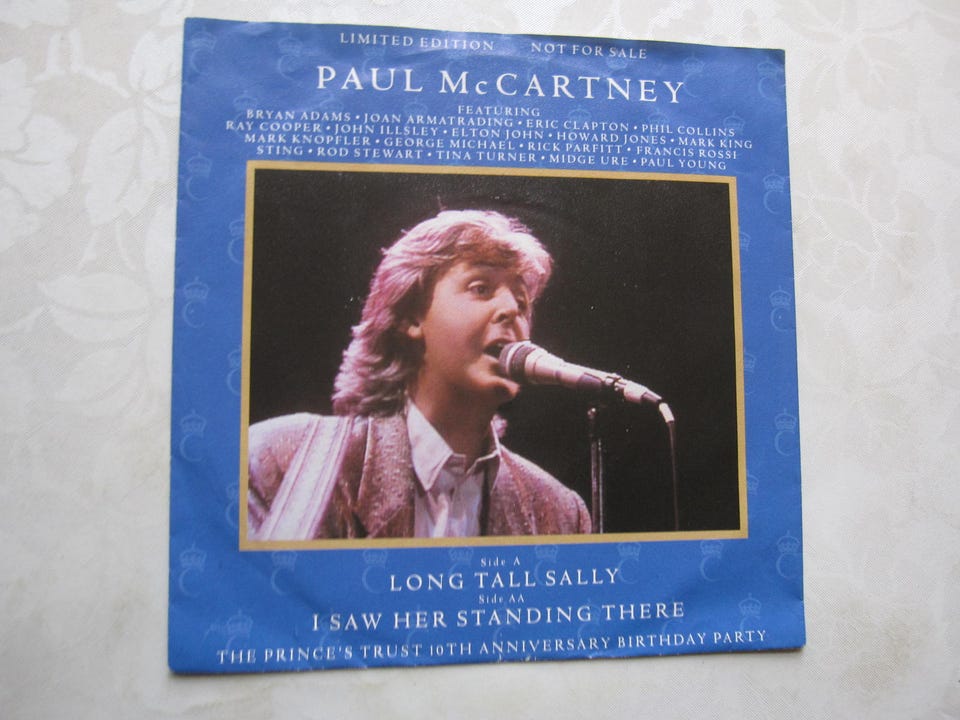 LIMITED EDITION NOT FOR SALE
PAUL McCARTNEY
FEATURING
BRYAN ADAMS • JOAN ARMATRADING • ERIC CLAPTON • PHIL COLLINS
RAY COOPER • JOHN ILLSLEY • ELTON JOHN • HOWARD JONES • MARK KING
MARK KNOPFLER • GEORGE MICHAEL • RICK PARFITT • FRANCIS ROSSI
STING • ROD STEWART • TINA TURNER • MIDGE URE • PAUL YOUNG
Side A
LONG TALL SALLY
Side AA
I SAW HER STANDING THERE
THE PRINCE'S TRUST 10TH ANNIVERSARY BIRTHDAY PARTY